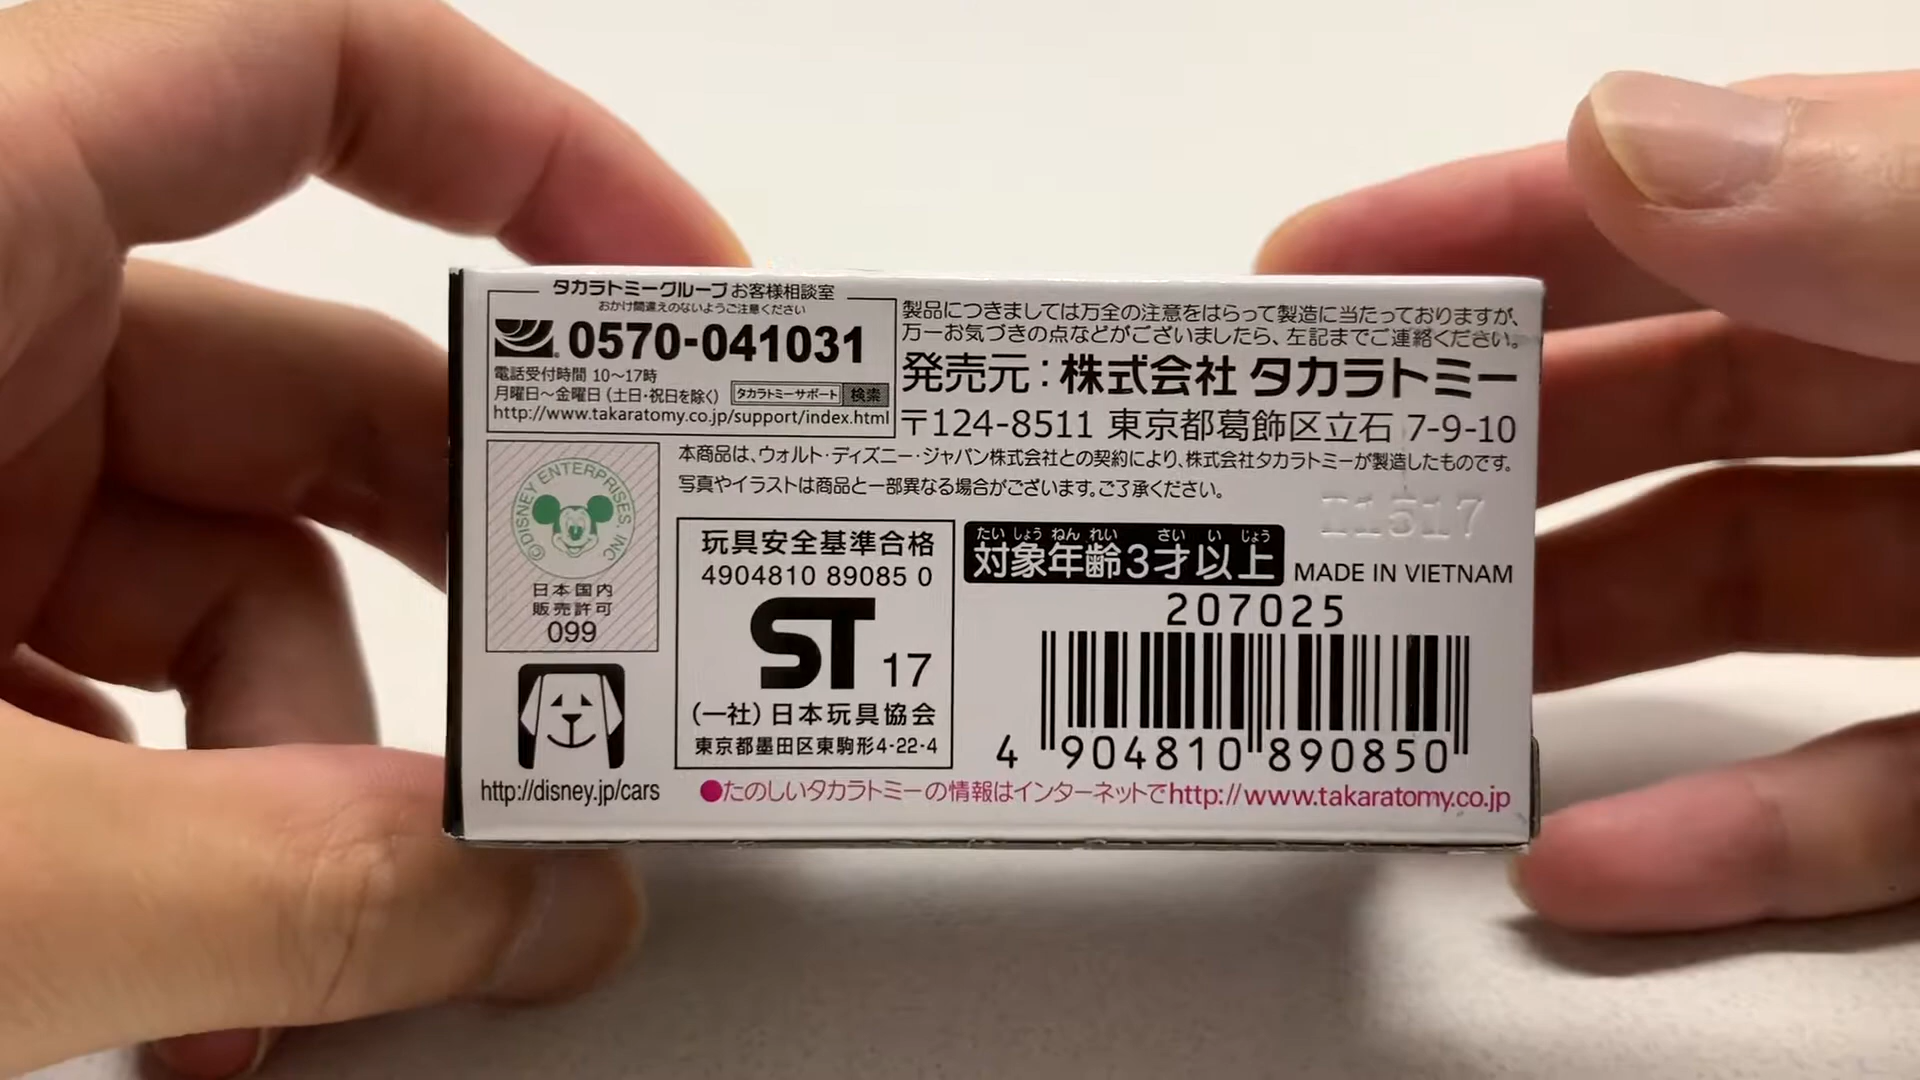 タカラトミーグループお客様相談室
おかけ間違えのないようご注意ください
0570-041031
電話受付時間 10〜17時
月曜日〜金曜日（土日・祝日を除く） タカラトミーサポート 検索
http://www.takaratomy.co.jp/support/index.html
製品につきましては万全の注意をはらって製造に当たっておりますが、
万一お気づきの点などがございましたら、左記までご連絡ください。
発売元：株式会社 タカラトミー
〒124-8511 東京都葛飾区立石 7-9-10
本商品は、ウォルト・ディズニー・ジャパン株式会社との契約により、株式会社タカラトミーが製造したものです。
写真やイラストは商品と一部異なる場合がございます。ご了承ください。
©DISNEY ENTERPRISES, INC
日本国内
販売許可
099
http://disney.jp/cars
玩具安全基準合格
4904810 89085 0
ST 17
（一社）日本玩具協会
東京都墨田区東駒形4-22-4
たいしょうねんれい さい い じょう
対象年齢3才以上
MADE IN VIETNAM
207025
4 904810 890850
●たのしいタカラトミーの情報はインターネットでhttp://www.takaratomy.co.jp